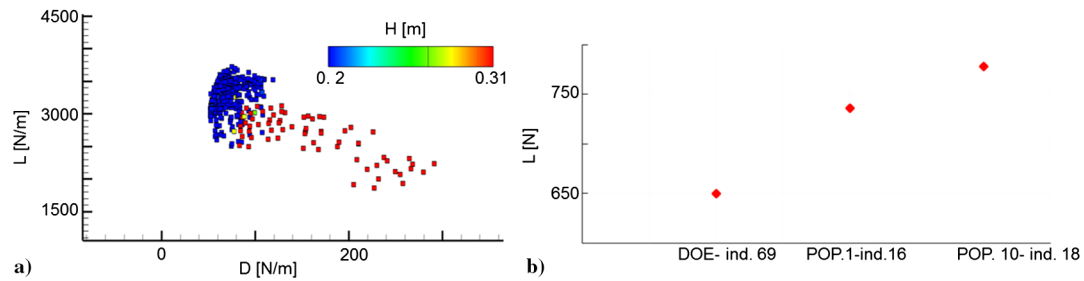 4500
3000
1500
L [N/m]
H [m]
0. 2
0.31
0
200
D [N/m]
a)
750
650
L [N]
DOE- ind. 69
POP.1-ind.16
POP. 10- ind. 18
b)